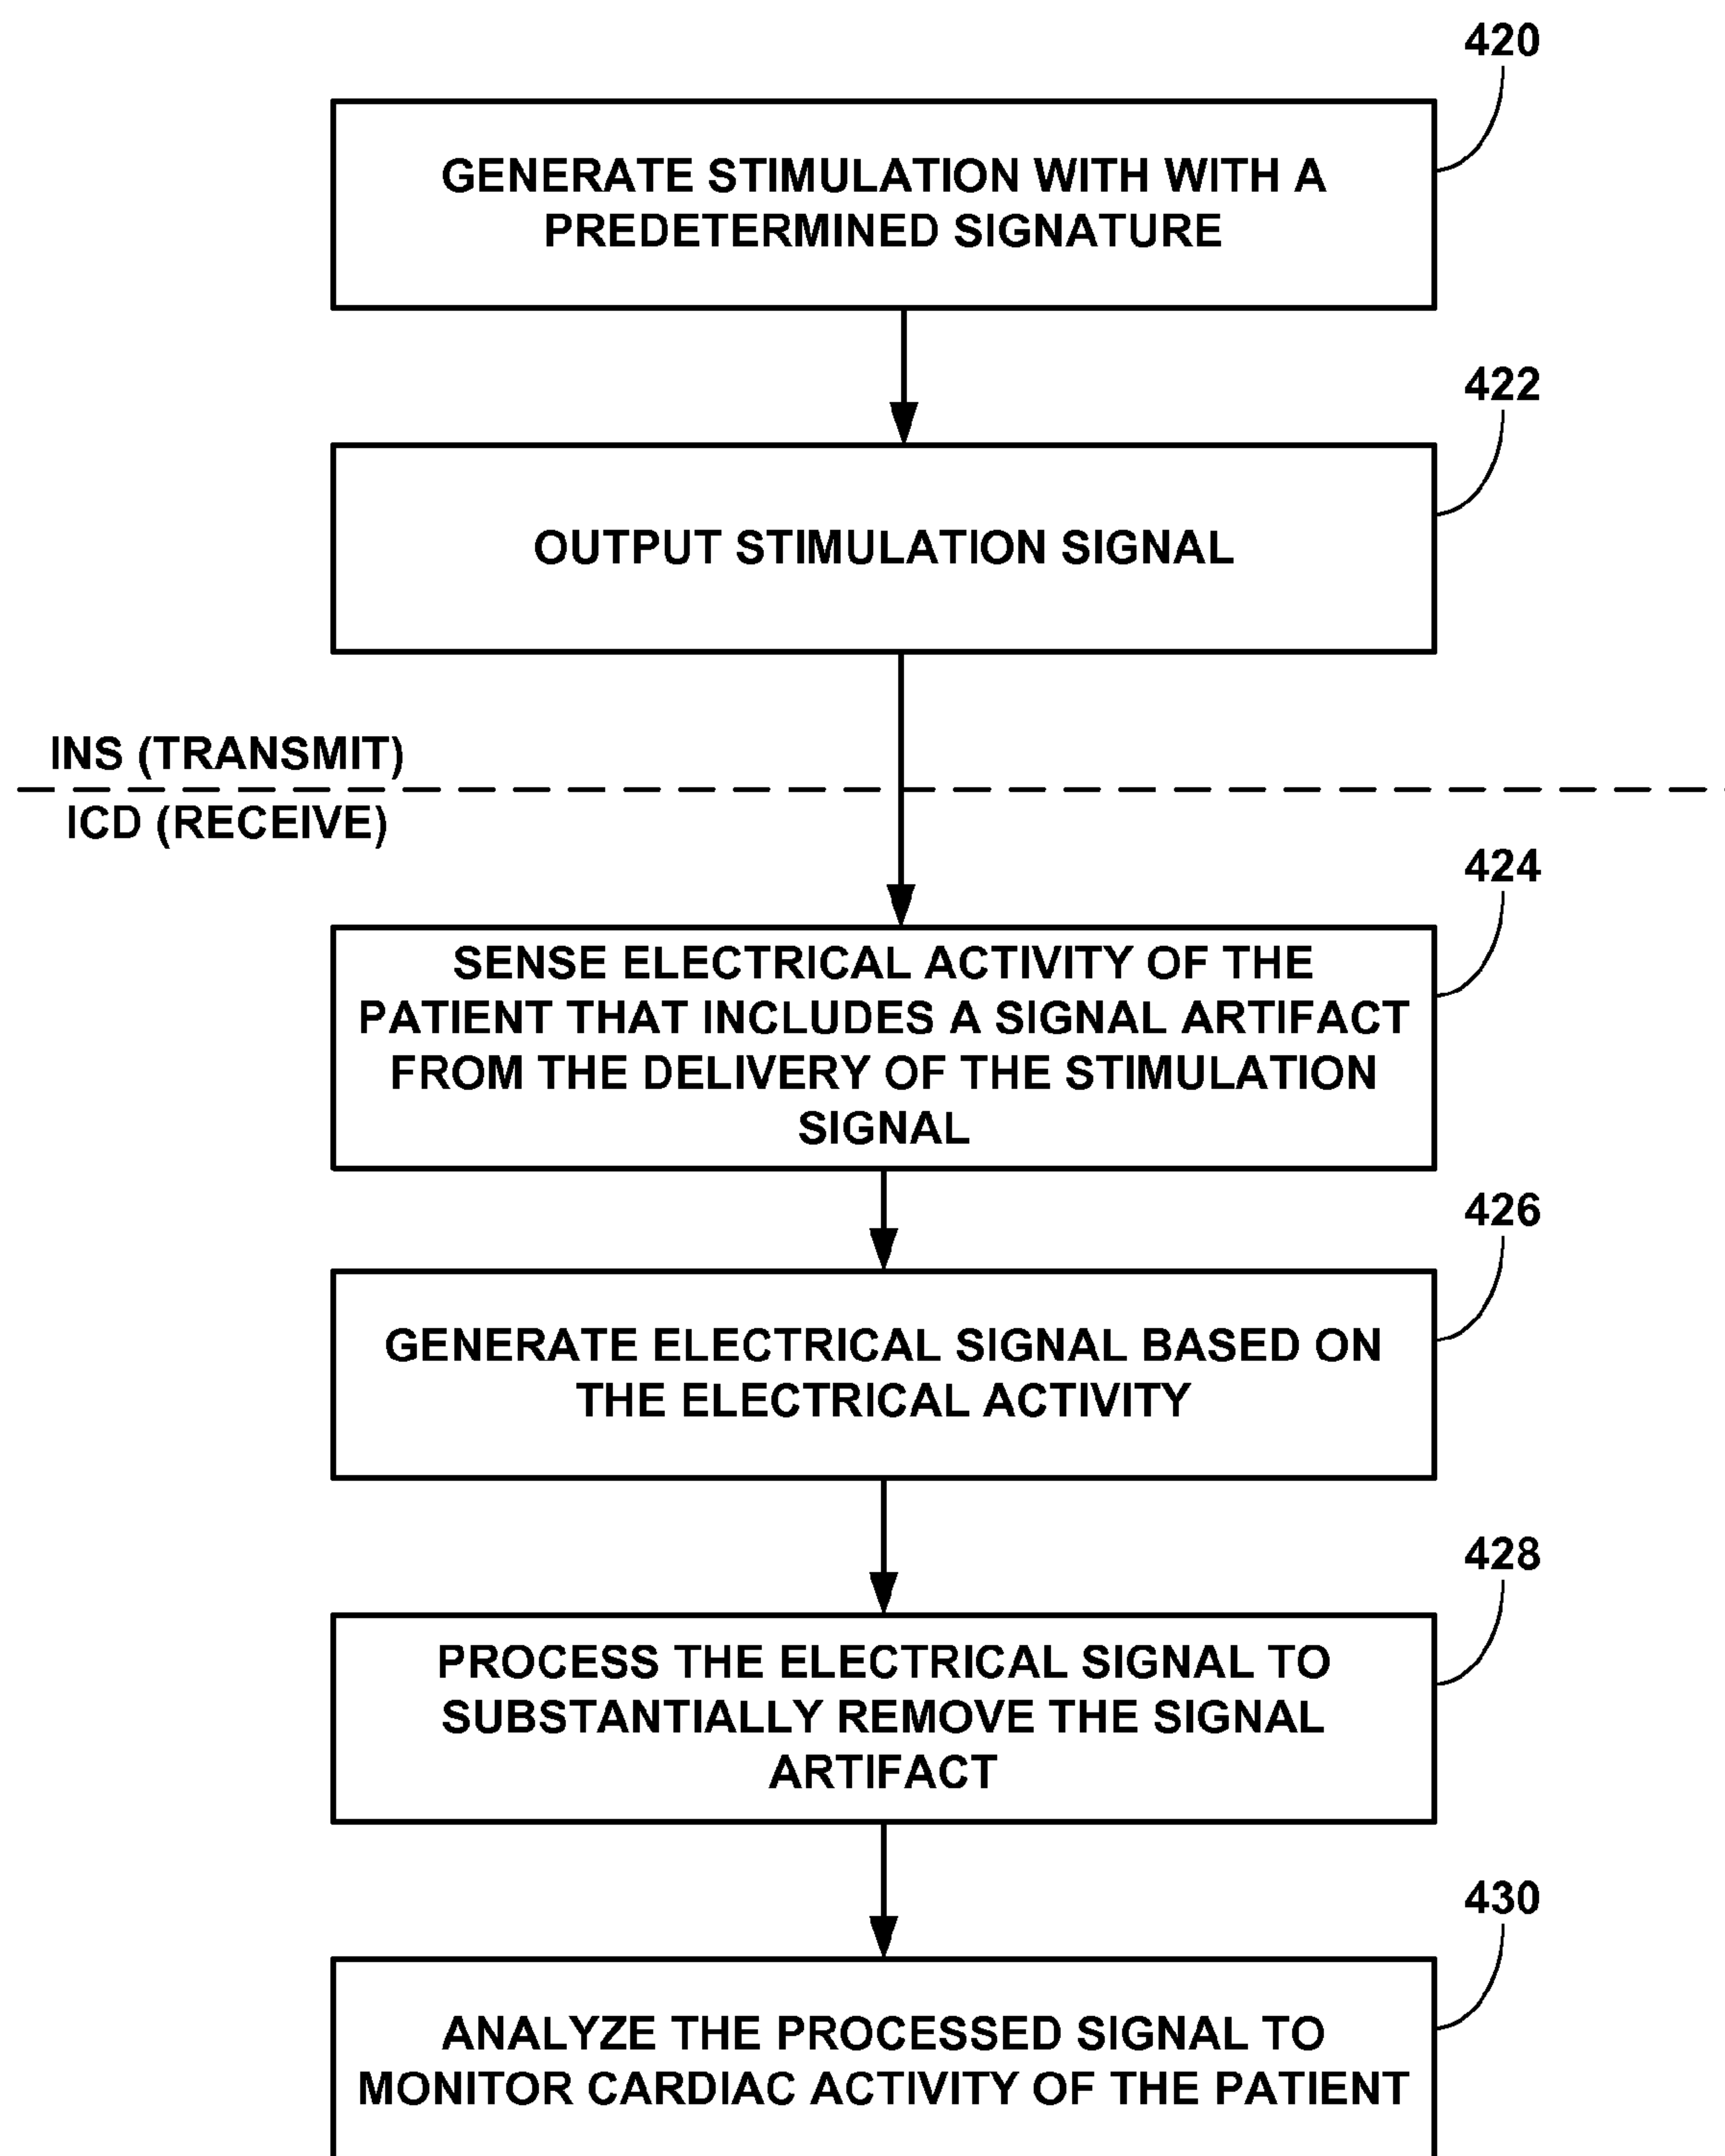 420
GENERATE STIMULATION WITH WITH A
PREDETERMINED SIGNATURE
422
OUTPUT STIMULATION SIGNAL
INS (TRANSMIT)
ICD (RECEIVE)
424
SENSE ELECTRICAL ACTIVITY OF THE
PATIENT THAT INCLUDES A SIGNAL ARTIFACT
FROM THE DELIVERY OF THE STIMULATION
SIGNAL
426
GENERATE ELECTRICAL SIGNAL BASED ON
THE ELECTRICAL ACTIVITY
428
PROCESS THE ELECTRICAL SIGNAL TO
SUBSTANTIALLY REMOVE THE SIGNAL
ARTIFACT
430
ANALYZE THE PROCESSED SIGNAL TO
MONITOR CARDIAC ACTIVITY OF THE PATIENT